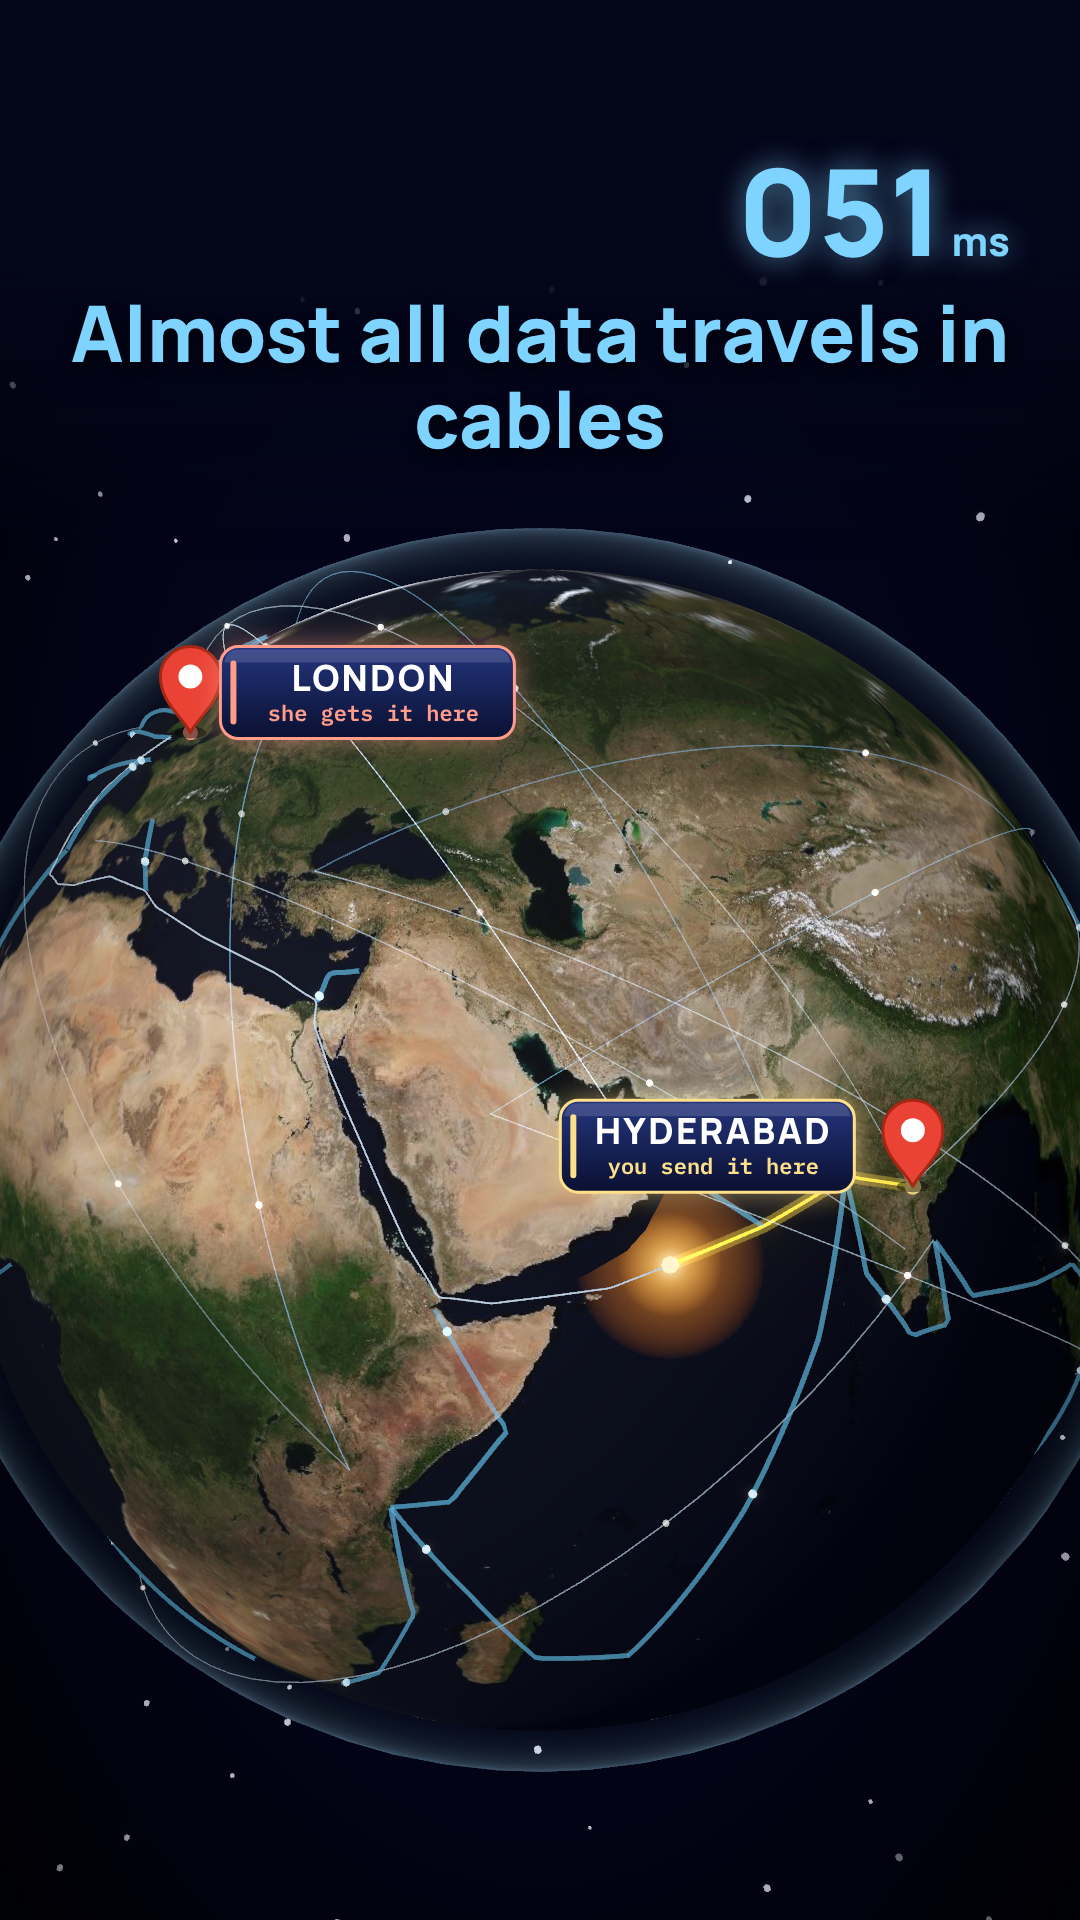 051 ms
Almost all data travels in
cables
LONDON
she gets it here
HYDERABAD
you send it here